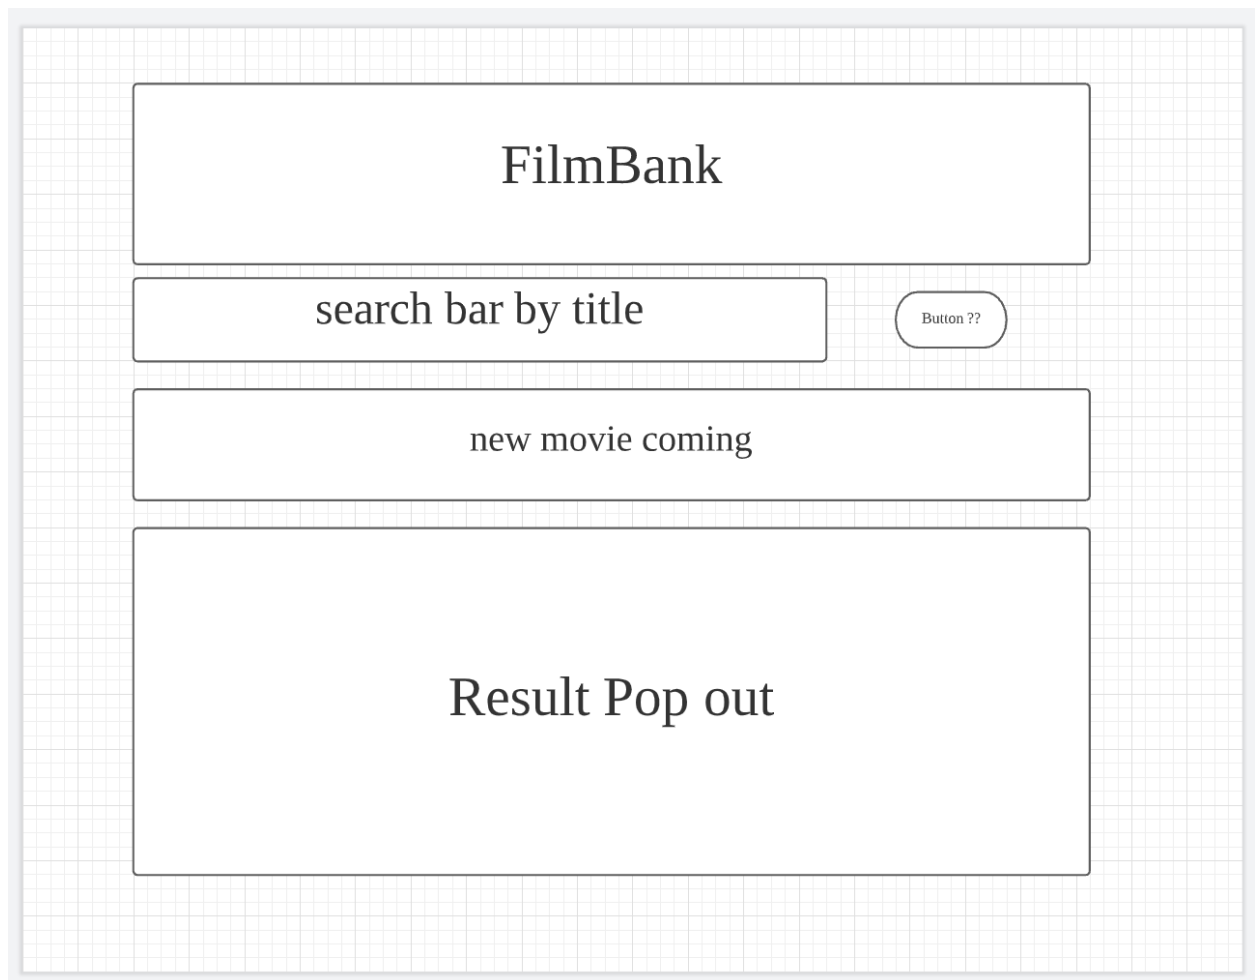 FilmBank
search bar by title
Button ??
new movie coming
Result Pop out